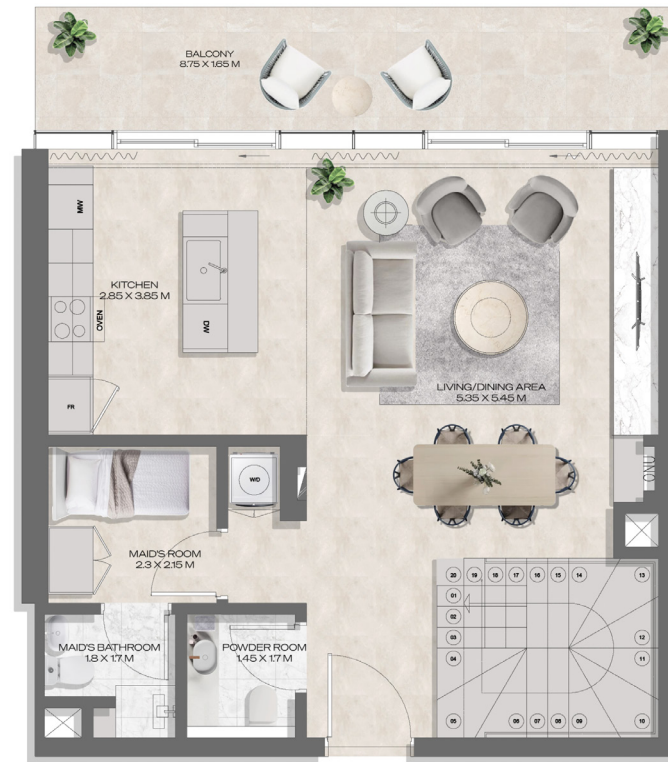 BALCONY
8.75 X 1.65 M
MW
KITCHEN
2.85 X 3.85 M
OVEN
DW
FR
LIVING/DINING AREA
5.35 X 5.45 M
ONU
W/D
MAID'S ROOM
2.3 X 2.15 M
MAID'S BATHROOM
1.8 X 1.7 M
POWDER ROOM
1.45 X 1.7 M
20 19 18 17 16 15 14 13
01
02
03 12
04 11
05 06 07 08 09 10